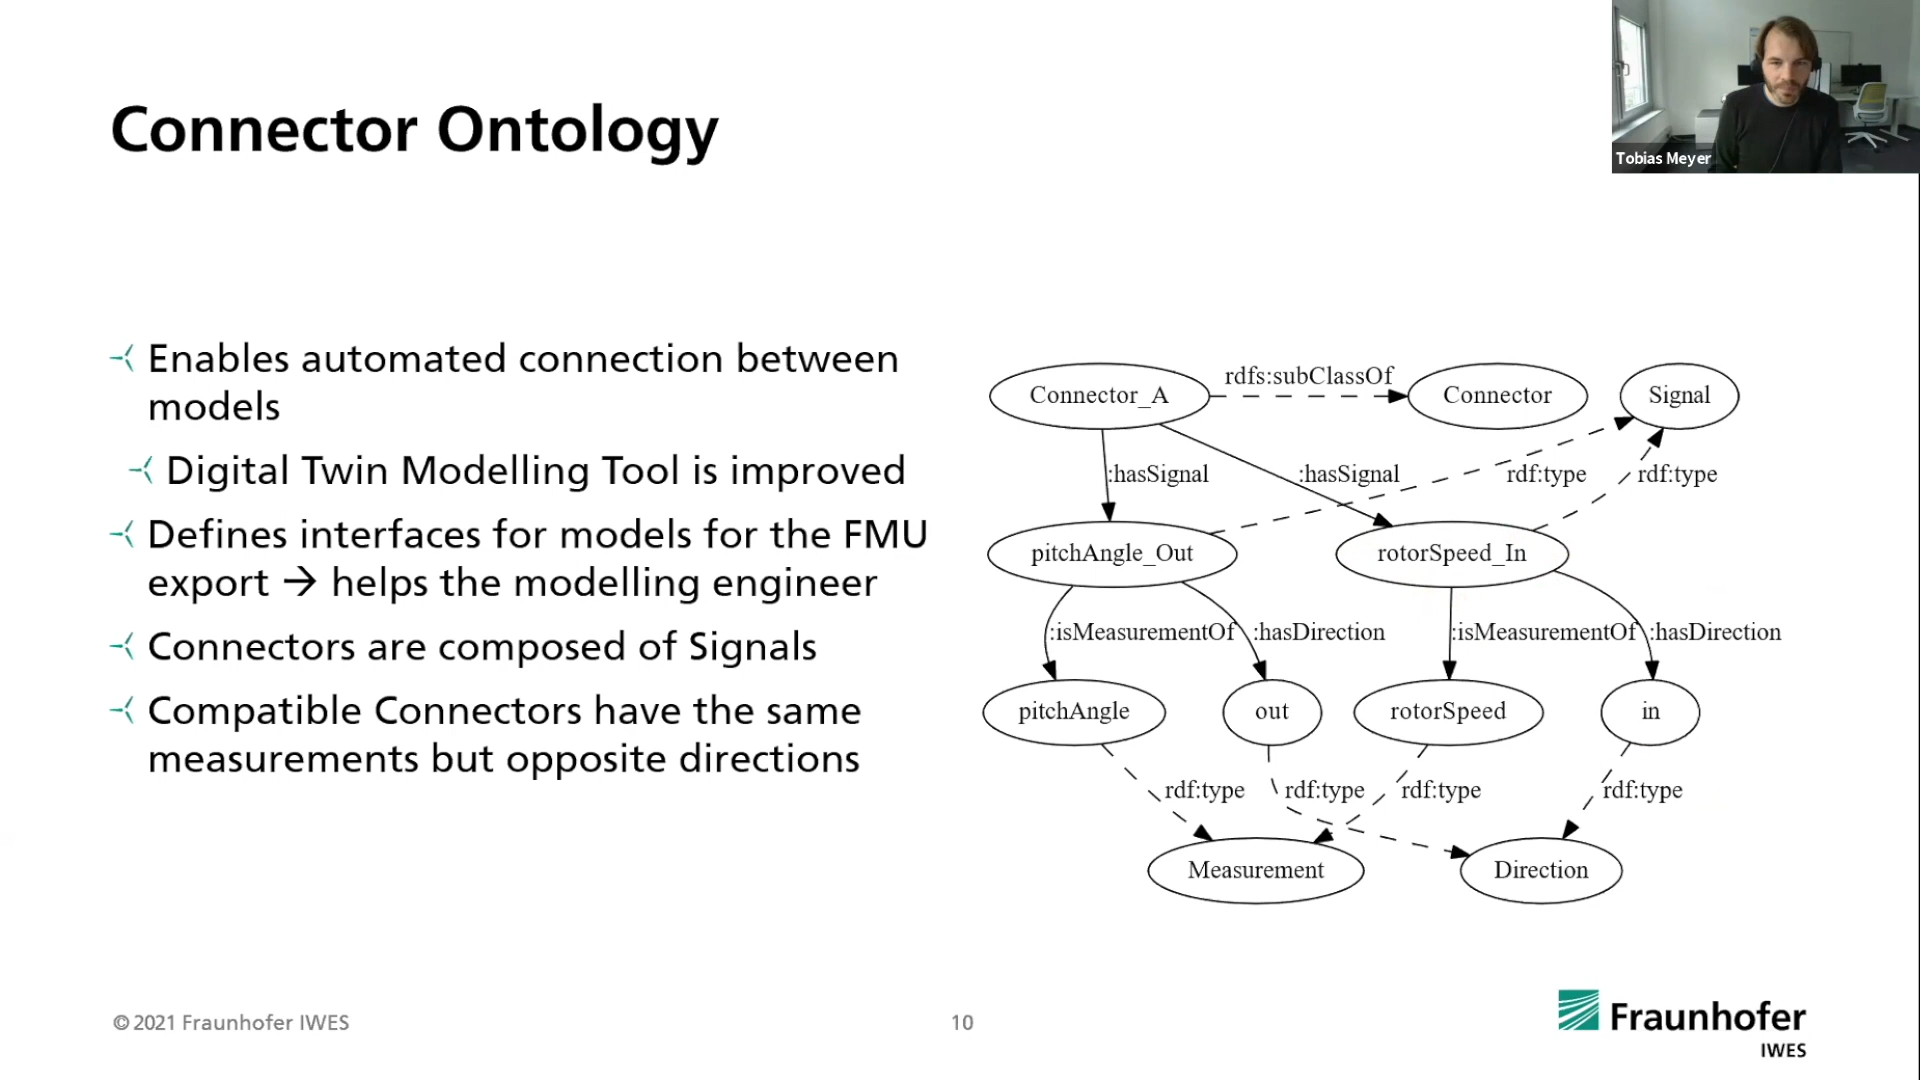 Connector Ontology
Tobias Meyer
Enables automated connection between
models
Digital Twin Modelling Tool is improved
Defines interfaces for models for the FMU
export → helps the modelling engineer
Connectors are composed of Signals
Compatible Connectors have the same
measurements but opposite directions
Connector_A
rdfs:subClassOf
Connector
Signal
:hasSignal
:hasSignal
rdf:type
rdf:type
pitchAngle_Out
rotorSpeed_In
:isMeasurementOf
:hasDirection
:isMeasurementOf
:hasDirection
pitchAngle
out
rotorSpeed
in
rdf:type
rdf:type
rdf:type
rdf:type
Measurement
Direction
© 2021 Fraunhofer IWES
10
Fraunhofer
IWES